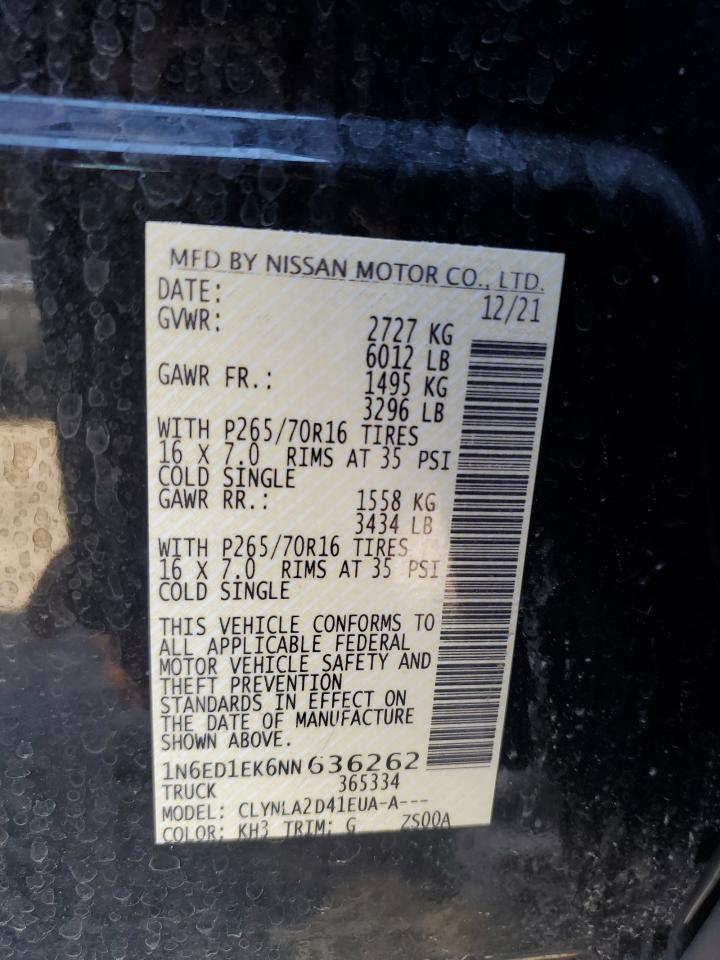 MFD BY NISSAN MOTOR CO., LTD.
DATE: 12/21
GVWR: 2727 KG
6012 LB
GAWR FR.: 1495 KG
3296 LB
WITH P265/70R16 TIRES
16 X 7.0 RIMS AT 35 PSI
COLD SINGLE
GAWR RR.: 1558 KG
3434 LB
WITH P265/70R16 TIRES
16 X 7.0 RIMS AT 35 PSI
COLD SINGLE
THIS VEHICLE CONFORMS TO
ALL APPLICABLE FEDERAL
MOTOR VEHICLE SAFETY AND
THEFT PREVENTION
STANDARDS IN EFFECT ON
THE DATE OF MANUFACTURE
SHOWN ABOVE.
1N6ED1EK6NN636262
TRUCK 365334
MODEL: CLYNLA2D41EUA-A---
COLOR: KH3 TRIM: G ZS00A